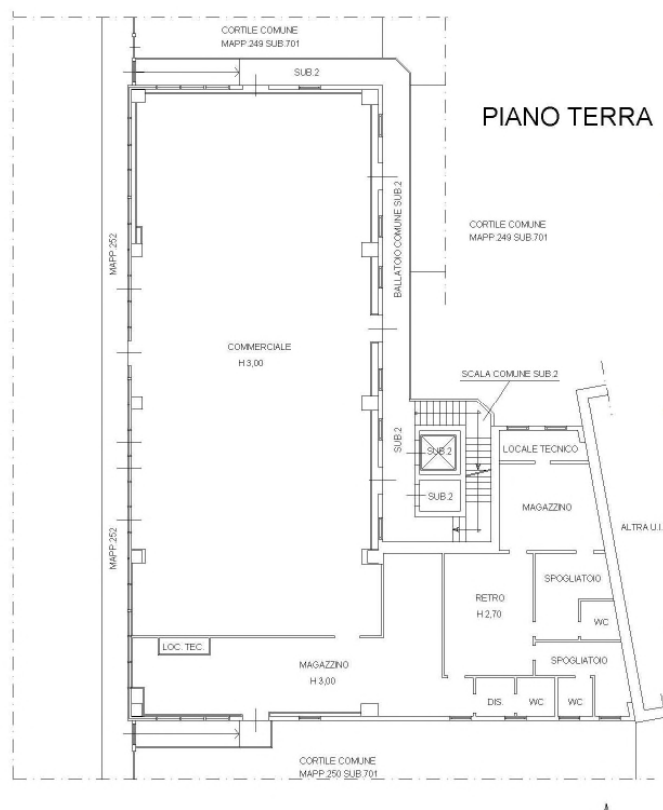 CORTILE COMUNE
MAPP.249 SUB.701
SUB.2
PIANO TERRA
BALLATOIO COMUNE SUB.2
CORTILE COMUNE
MAPP.249 SUB.701
MAPP.252
COMMERCIALE
H 3,00
SCALA COMUNE SUB.2
SUB.2
SUB.2
LOCALE TECNICO
SUB.2
MAGAZZINO
ALTRA U.I.
MAPP.252
SPOGLIATOIO
RETRO
H 2,70
WC
LOC. TEC.
MAGAZZINO
H 3,00
SPOGLIATOIO
DIS.
WC
WC
CORTILE COMUNE
MAPP.250 SUB.701